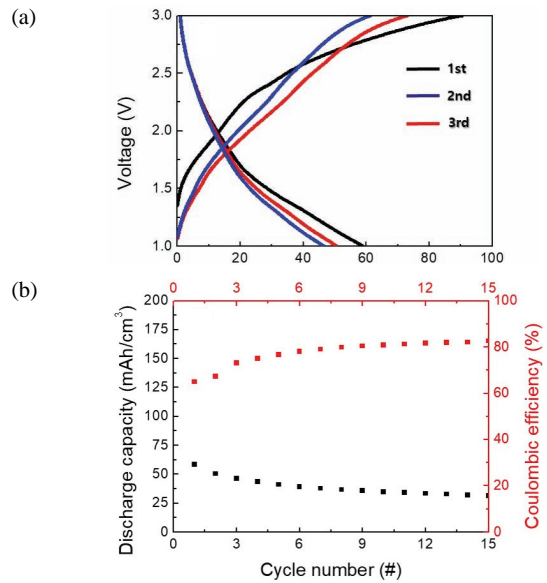 (a)
3.0
2.5
2.0
1.5
1.0
Voltage (V)
1st
2nd
3rd
0 20 40 60 80 100
(b)
0 3 6 9 12 15
200
175
150
125
100
75
50
25
0
Discharge capacity (mAh/cm³)
100
80
60
40
20
0
Coulombic efficiency (%)
0 3 6 9 12 15
Cycle number (#)